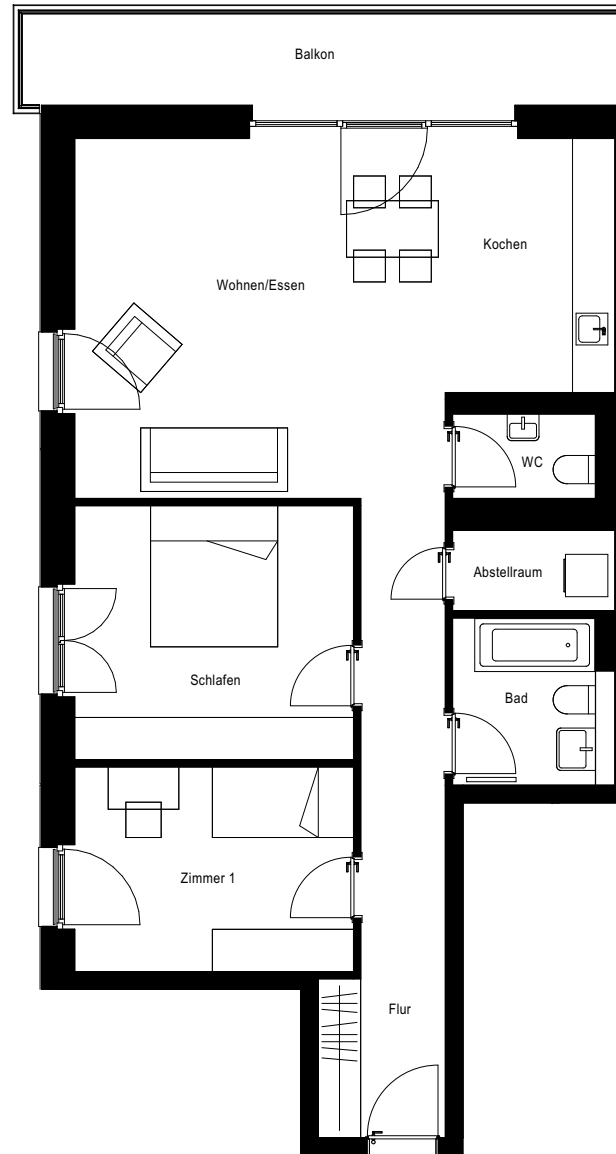 Balkon
Kochen
Wohnen/Essen
WC
Abstellraum
Schlafen
Bad
Zimmer 1
Flur